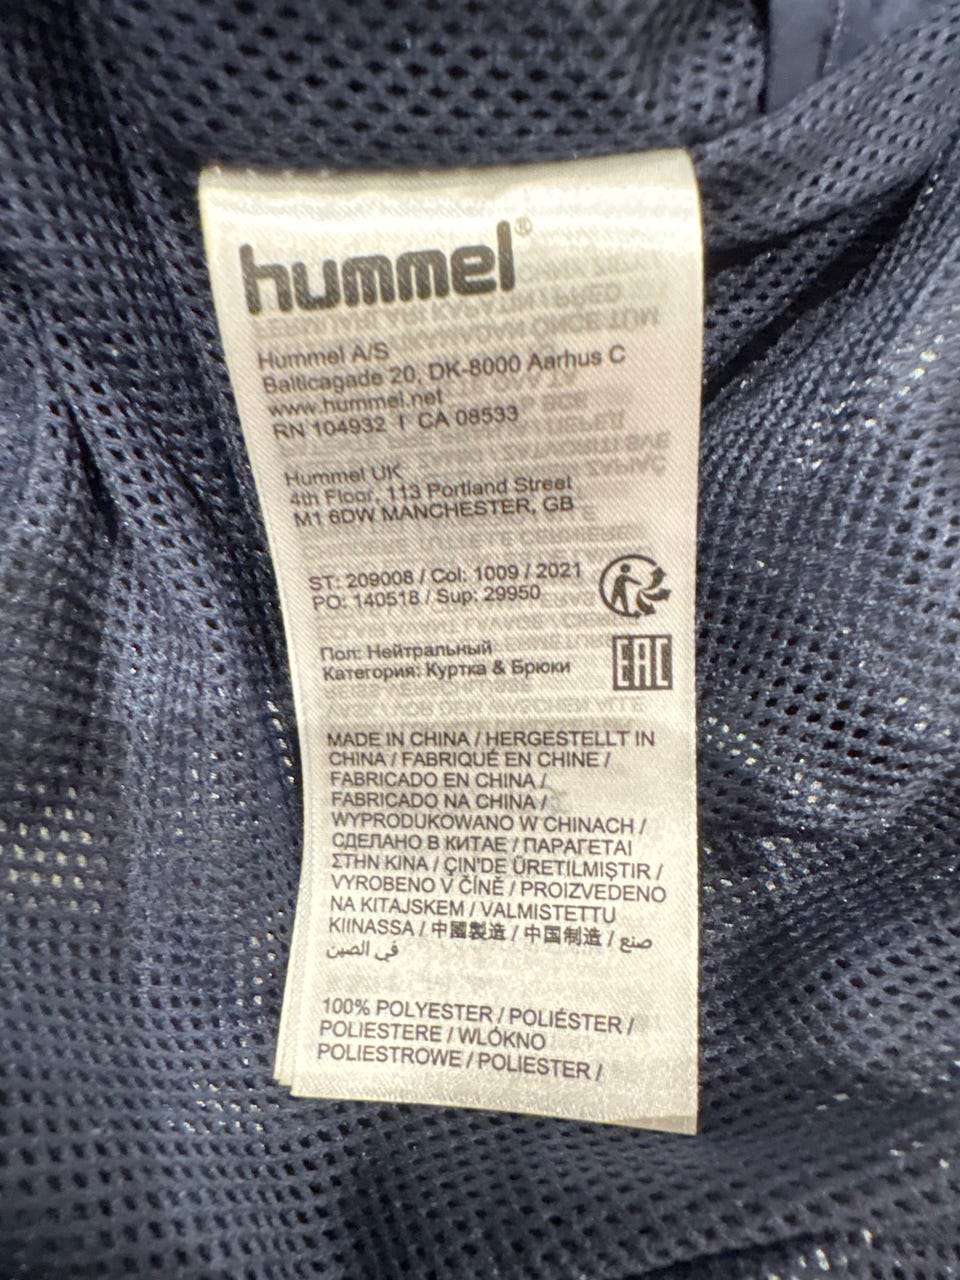 hummel®
Hummel A/S
Balticagade 20, DK-8000 Aarhus C
www.hummel.net
RN 104932 I CA 08533
Hummel UK
4th Floor, 113 Portland Street
M1 6DW MANCHESTER, GB
ST: 209008 / Col: 1009 / 2021
PO: 140518 / Sup: 29950
Пол: Нейтральный
Категория: Куртка & Брюки
EAC
MADE IN CHINA / HERGESTELLT IN
CHINA / FABRIQUÉ EN CHINE /
FABRICADO EN CHINA /
FABRICADO NA CHINA /
WYPRODUKOWANO W CHINACH /
СДЕЛАНО В КИТАЕ / ΠΑΡΑΓΕΤΑΙ
ΣΤΗΝ ΚΙΝΑ / ÇIN'DE ÜRETILMIŞTIR /
VYROBENO V ČÍNĚ / PROIZVEDENO
NA KITAJSKEM / VALMISTETTU
KIINASSA / 中國製造 / 中国制造 / صنع
في الصين
100% POLYESTER / POLIÉSTER /
POLIESTERE / WLÓKNO
POLIESTROWE / POLIESTER /